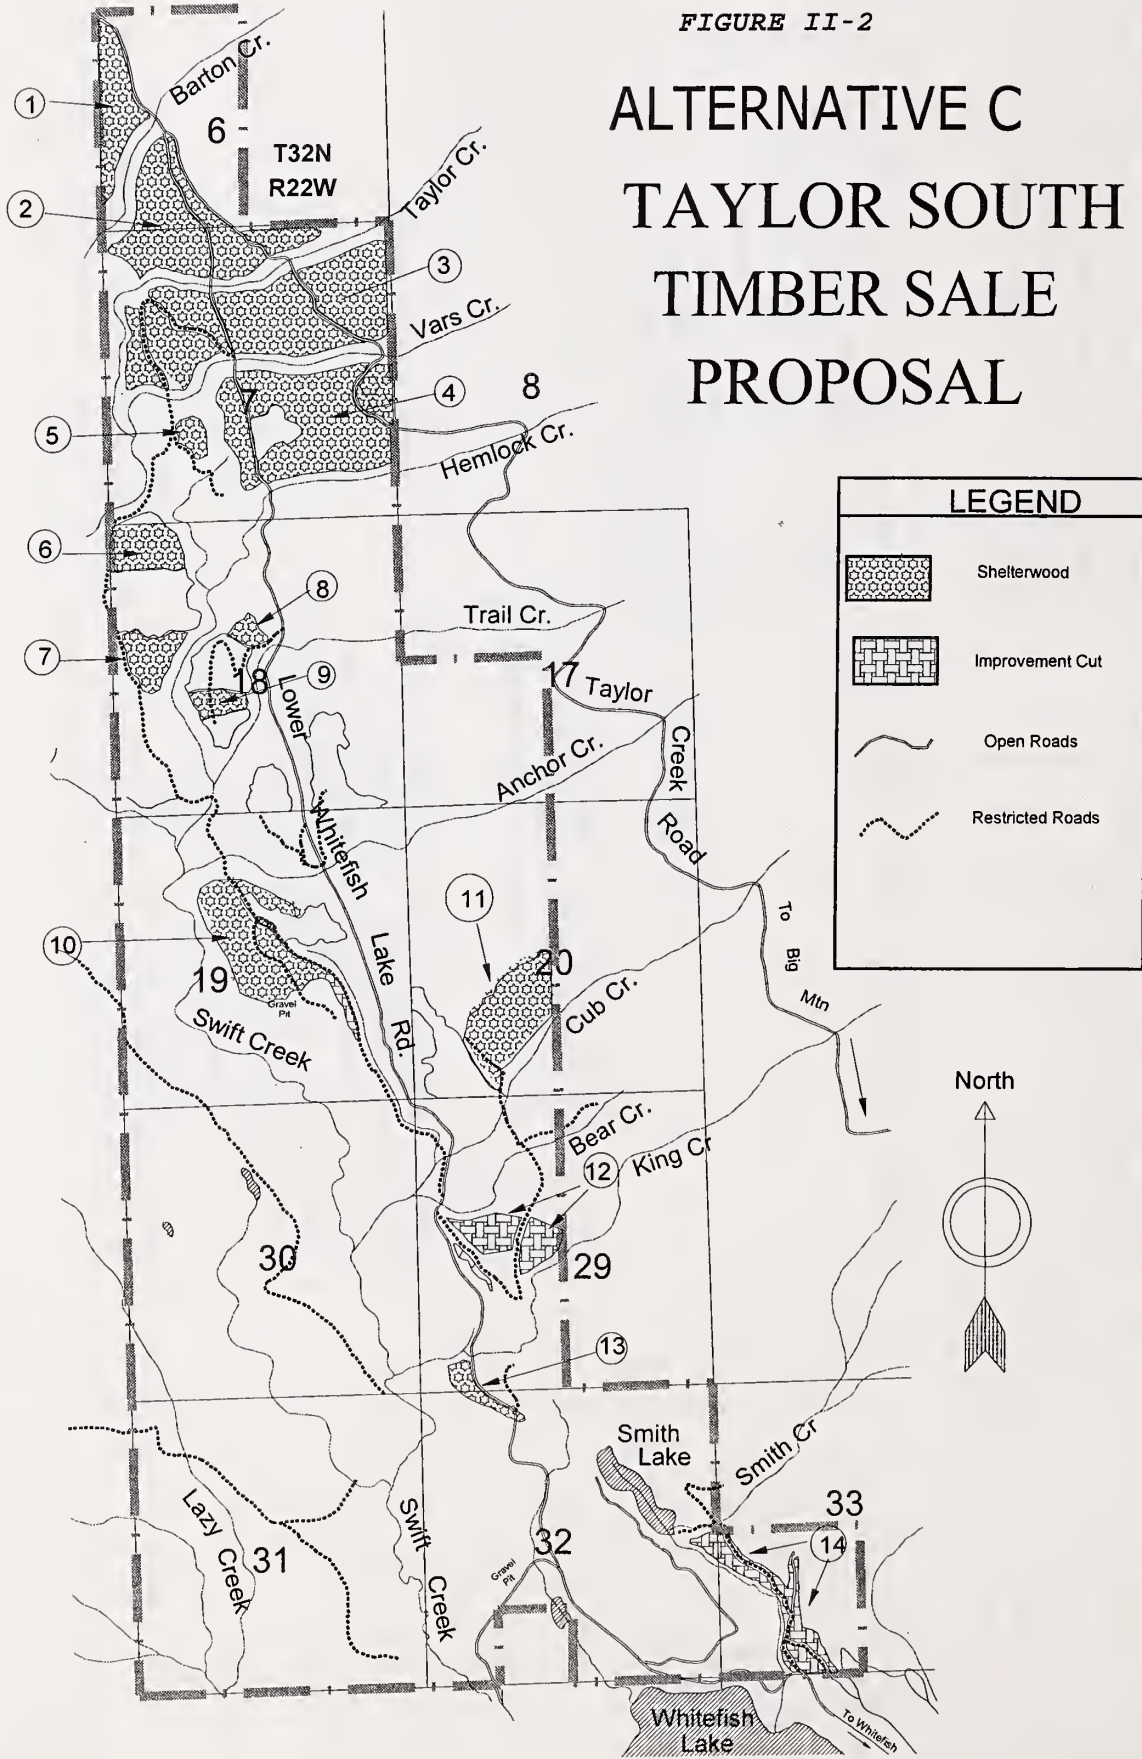 FIGURE II-2
ALTERNATIVE C
TAYLOR SOUTH
TIMBER SALE
PROPOSAL
Barton Cr.
1
6
T32N
R22W
Taylor Cr.
2
3
Vars Cr.
7
4
8
5
Hemlock Cr.
LEGEND
Shelterwood
Improvement Cut
Open Roads
Restricted Roads
6
8
Trail Cr.
7
18
9
17
Taylor
Creek
Road
Lower
Whitefish
Lake
Rd.
Anchor Cr.
11
To
Big
Mtn
10
19
20
Gravel
Pit
Swift Creek
Cub Cr.
North
Bear Cr.
King Cr
12
30
29
13
Smith
Lake
Smith Cr
33
Lazy
Creek
31
Swift
Creek
32
14
Gravel
Pit
Whitefish
Lake
To Whitefish